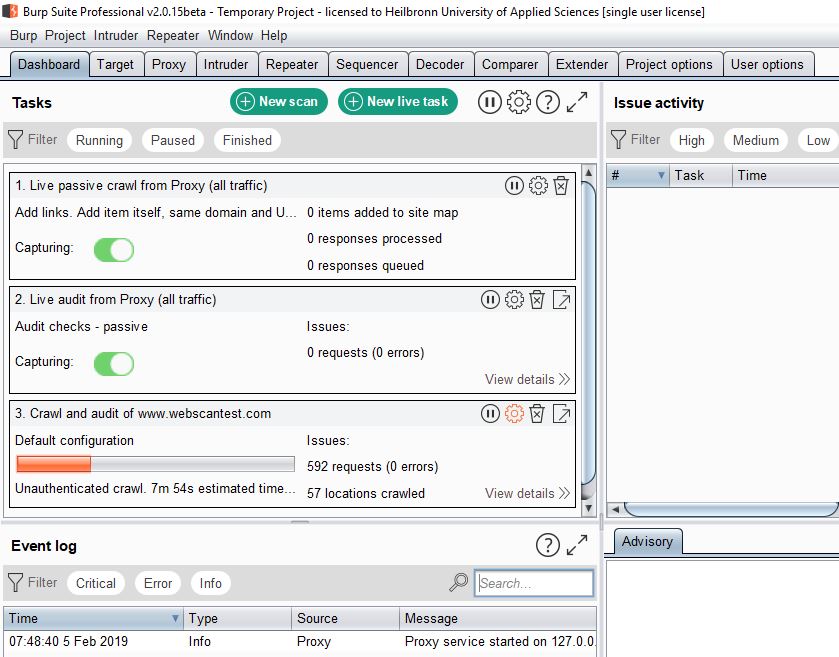 Burp Suite Professional v2.0.15beta - Temporary Project - licensed to Heilbronn University of Applied Sciences [single user license]
Burp Project Intruder Repeater Window Help
Dashboard Target Proxy Intruder Repeater Sequencer Decoder Comparer Extender Project options User options
Tasks
New scan
New live task
Filter Running Paused Finished
1. Live passive crawl from Proxy (all traffic)
Add links. Add item itself, same domain and U... 0 items added to site map
0 responses processed
Capturing:
0 responses queued
2. Live audit from Proxy (all traffic)
Audit checks - passive Issues:
0 requests (0 errors)
Capturing:
View details
3. Crawl and audit of www.webscantest.com
Default configuration Issues:
592 requests (0 errors)
Unauthenticated crawl. 7m 54s estimated time... 57 locations crawled View details
Event log
Filter Critical Error Info Search...
Time Type Source Message
07:48:40 5 Feb 2019 Info Proxy Proxy service started on 127.0.0.
Issue activity
Filter High Medium Low
# Task Time
Advisory